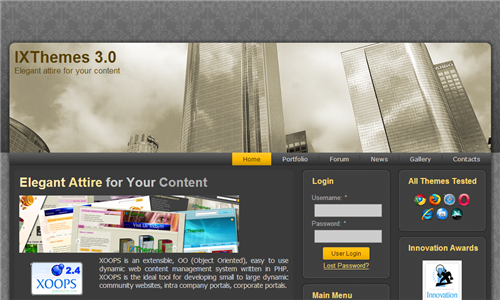 IXThemes 3.0
Elegant attire for your content
Home Portfolio Forum News Gallery Contacts
Elegant Attire for Your Content
XOOPS is an extensible, OO (Object Oriented), easy to use
dynamic web content management system written in PHP.
XOOPS is the ideal tool for developing small to large dynamic
community websites, intra company portals, corporate portals.
2.4
XOOPS
Login
Username: *
Password: *
User Login
Lost Password?
Main Menu
All Themes Tested
Innovation Awards
Innovation